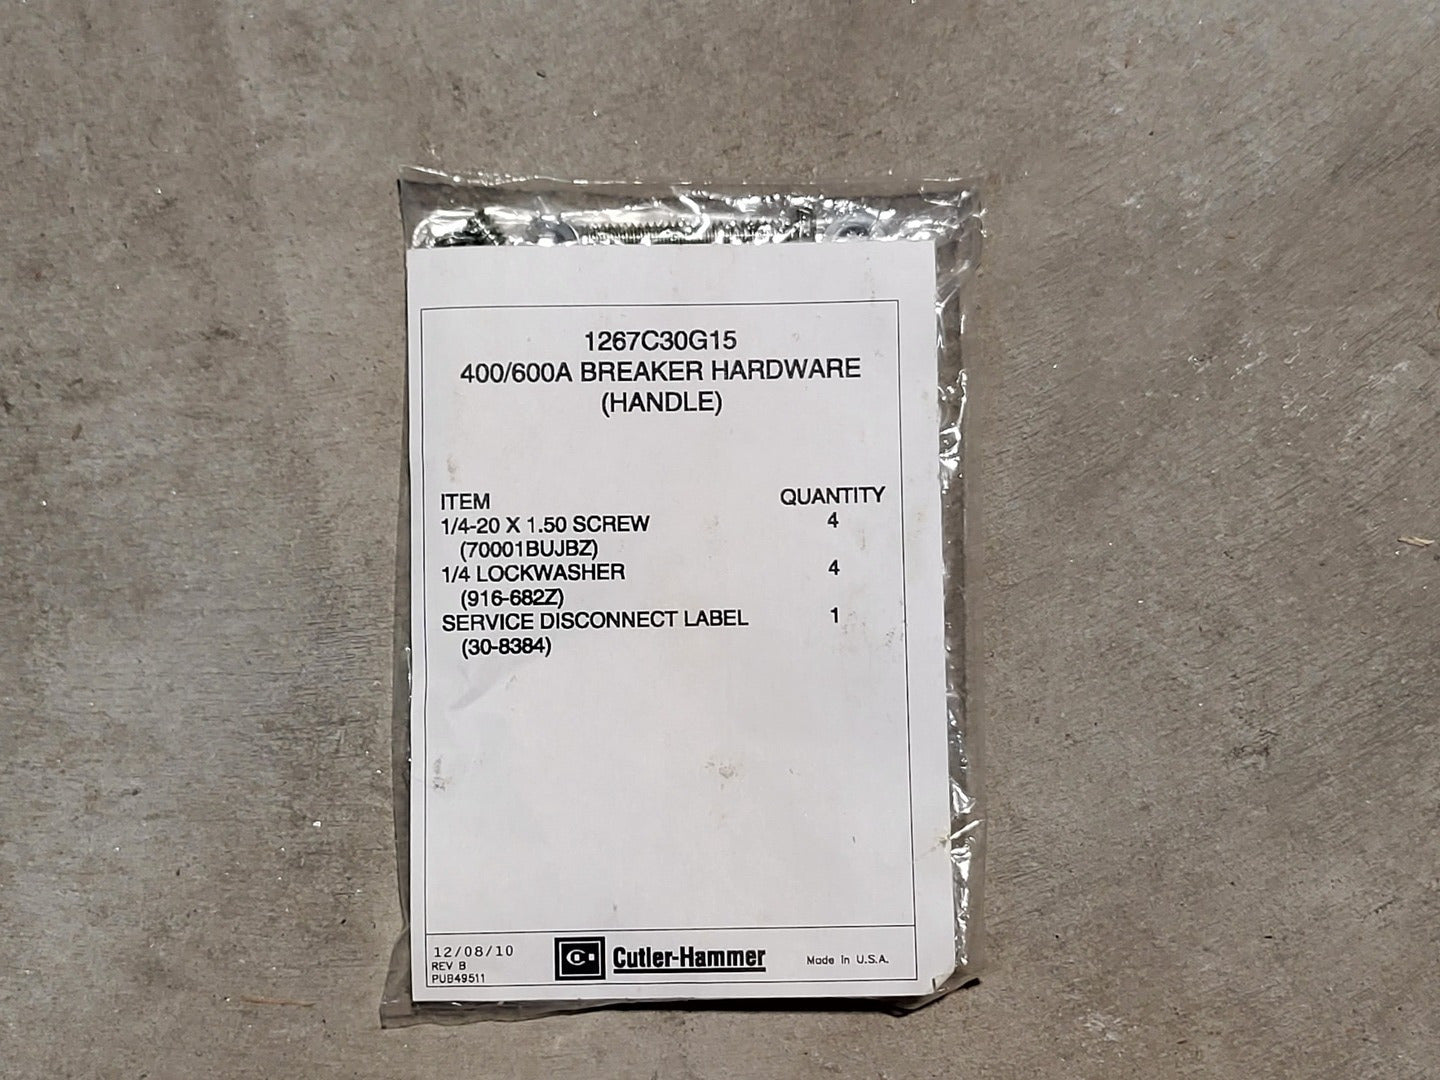 1267C30G15
400/600A BREAKER HARDWARE
(HANDLE)
ITEM QUANTITY
1/4-20 X 1.50 SCREW 4
(70001BUJBZ)
1/4 LOCKWASHER 4
(916-682Z)
SERVICE DISCONNECT LABEL 1
(30-8384)
12/08/10
REV B
PUB49511
Cutler-Hammer
Made in U.S.A.